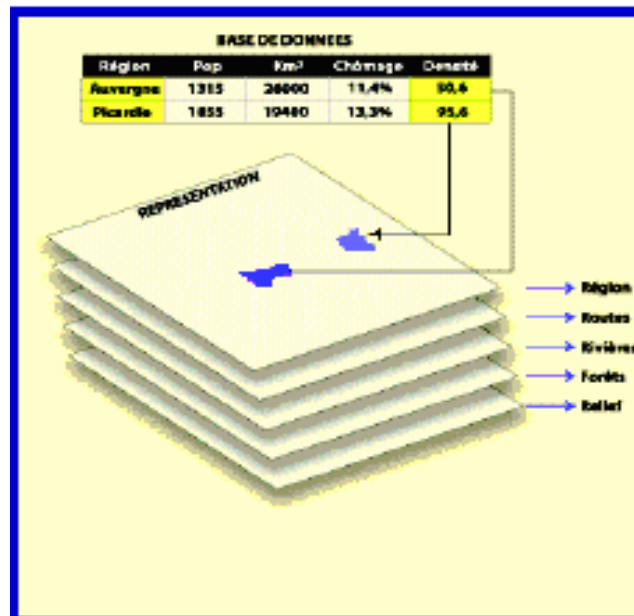 BASE DE DONNEES
Région Pop Km² Chômage Densité
Auvergne 1315 26000 11,4% 50,6
Picardie 1855 19400 13,3% 95,6
REPRESENTATION
Région
Routes
Rivières
Forêts
Relief